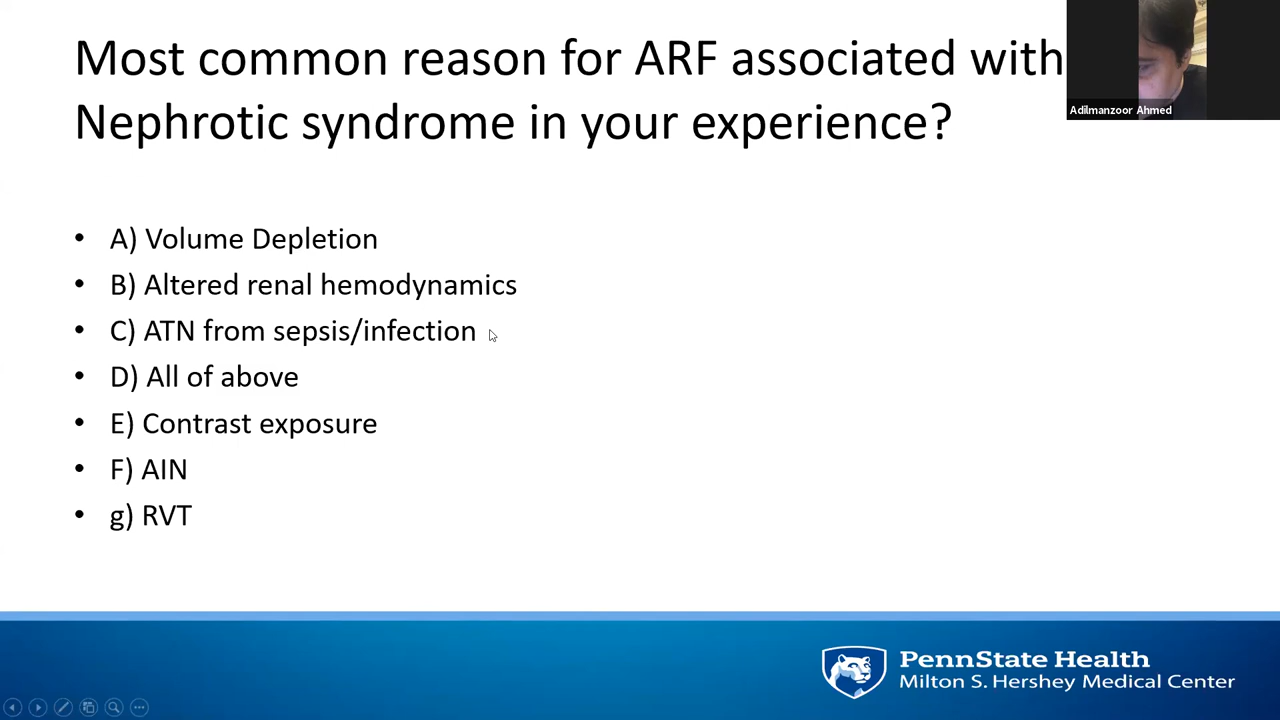 Most common reason for ARF associated with
Nephrotic syndrome in your experience?
Adilmanzoor Ahmed
• A) Volume Depletion
• B) Altered renal hemodynamics
• C) ATN from sepsis/infection
• D) All of above
• E) Contrast exposure
• F) AIN
• g) RVT
PennState Health
Milton S. Hershey Medical Center